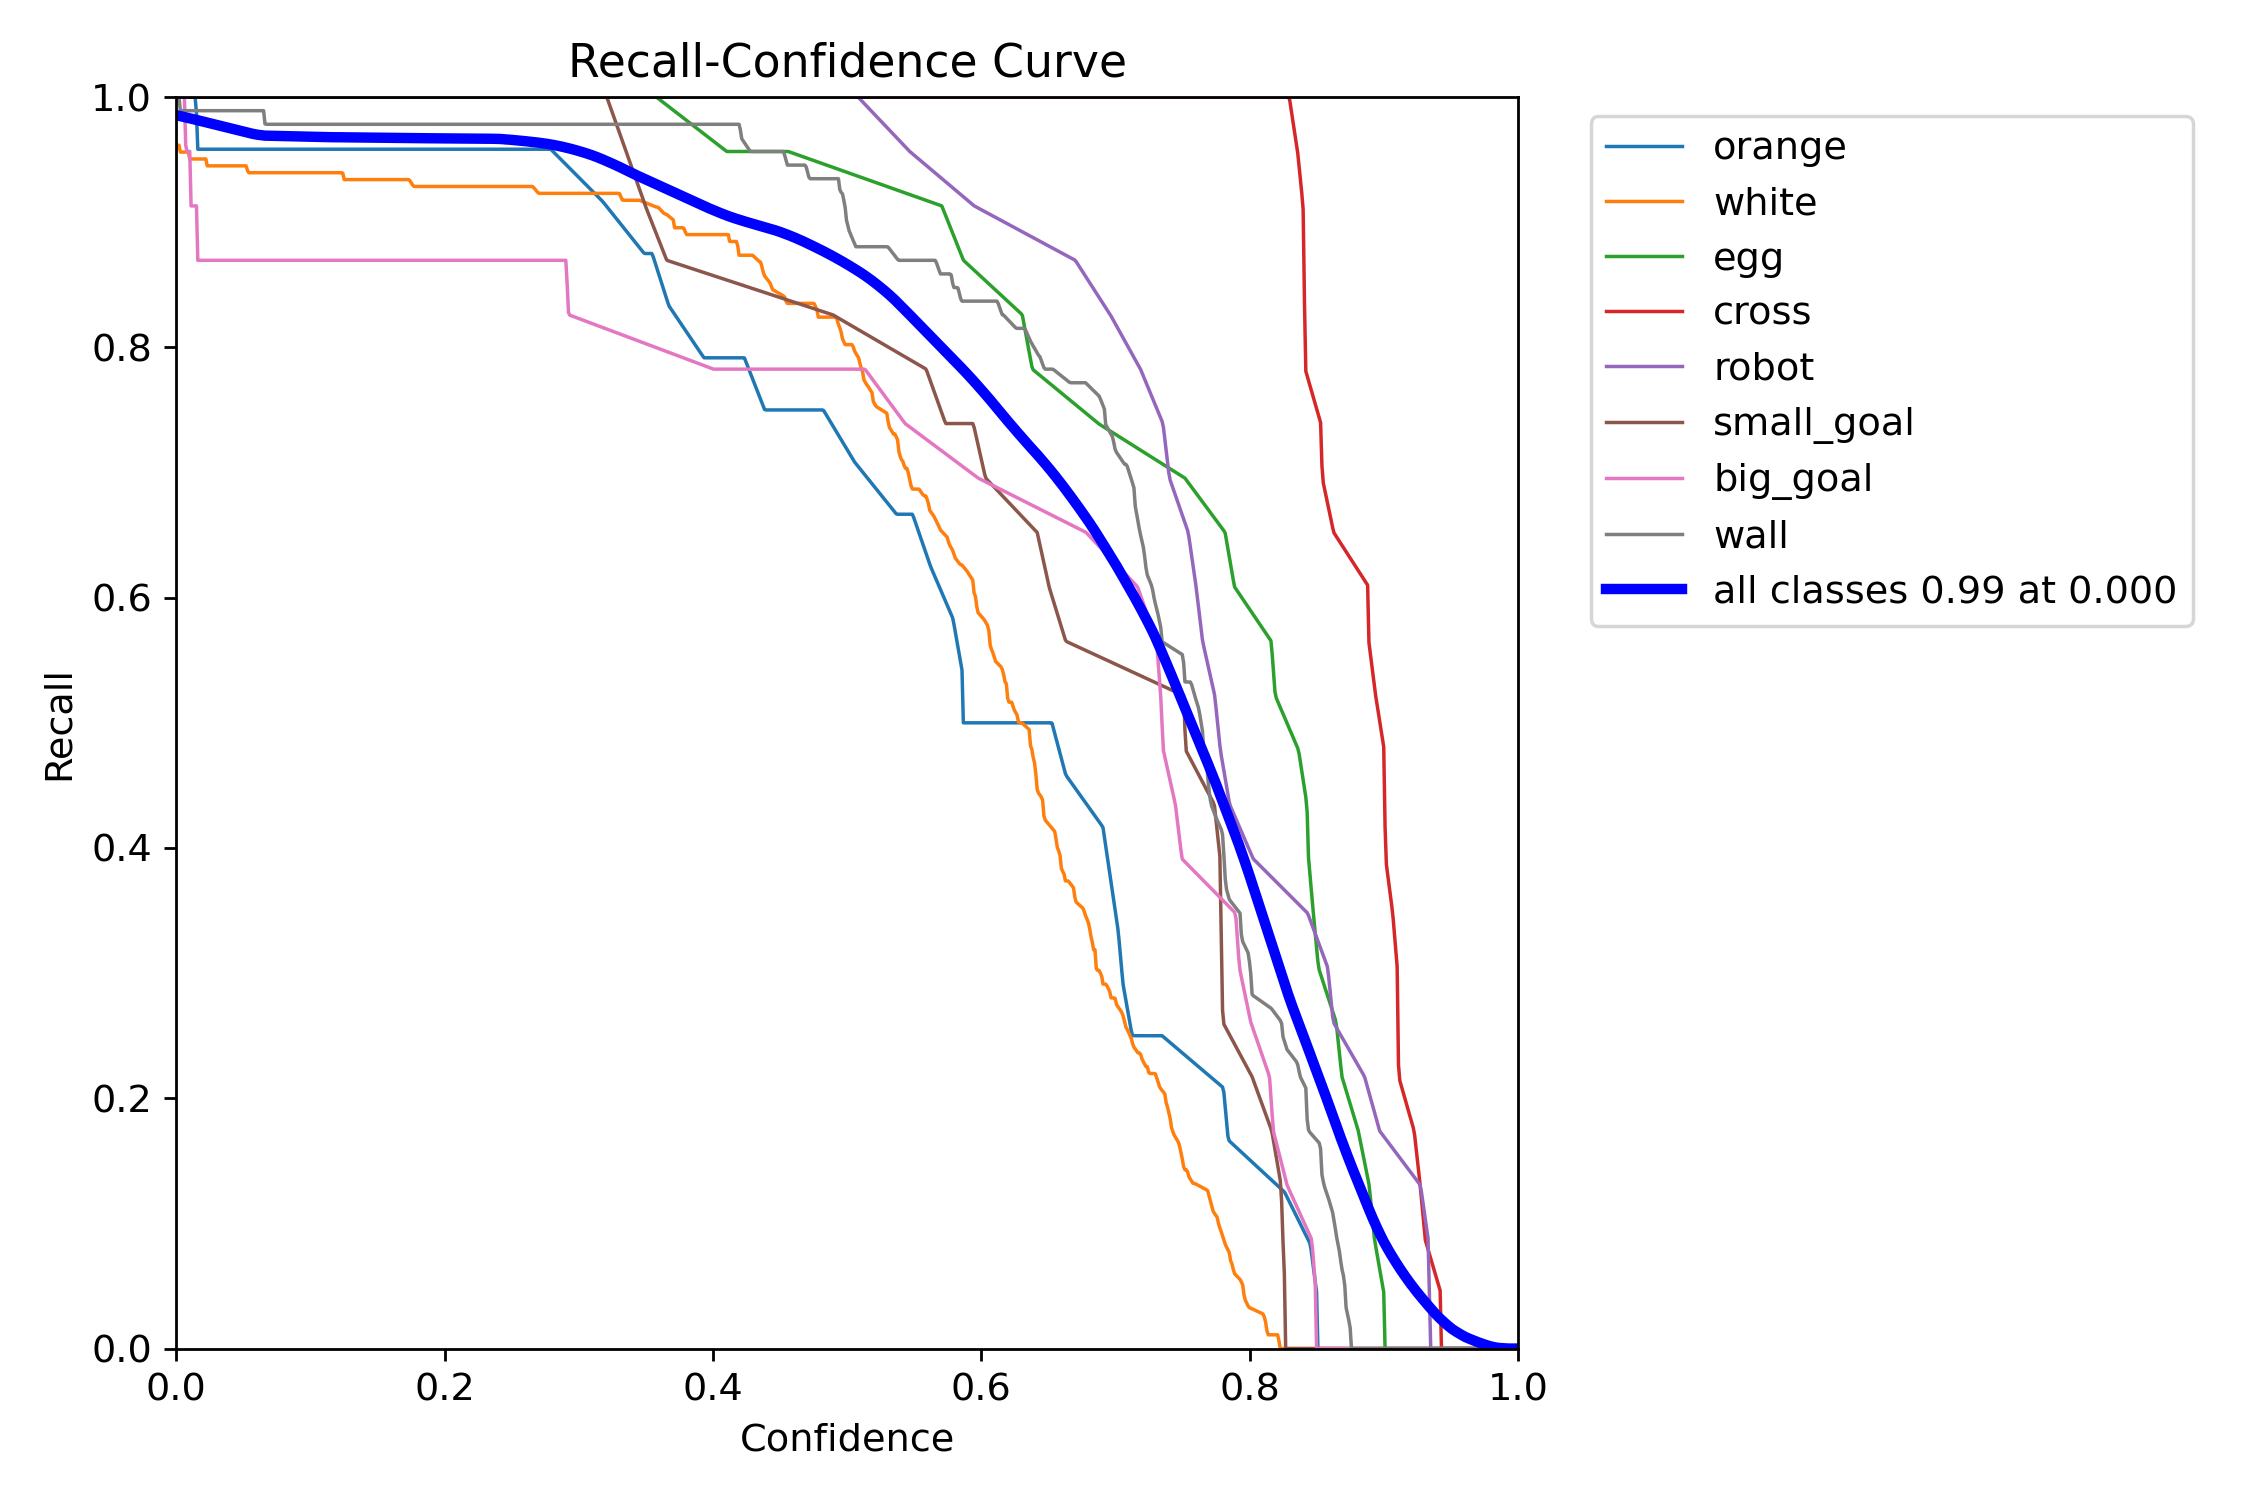 Recall-Confidence Curve
1.0
0.8
0.6
0.4
0.2
0.0
Recall
0.0 0.2 0.4 0.6 0.8 1.0
Confidence
orange
white
egg
cross
robot
small_goal
big_goal
wall
all classes 0.99 at 0.000